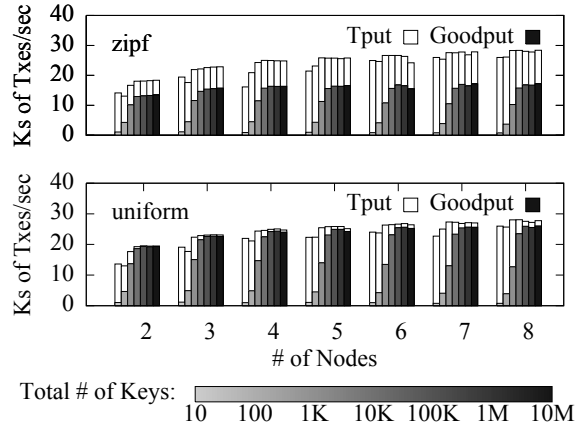 40
zipf
Tput
Goodput
30
20
10
0
Ks of Txes/sec
40
uniform
Tput
Goodput
30
20
10
0
Ks of Txes/sec
2 3 4 5 6 7 8
# of Nodes
Total # of Keys:
10 100 1K 10K 100K 1M 10M